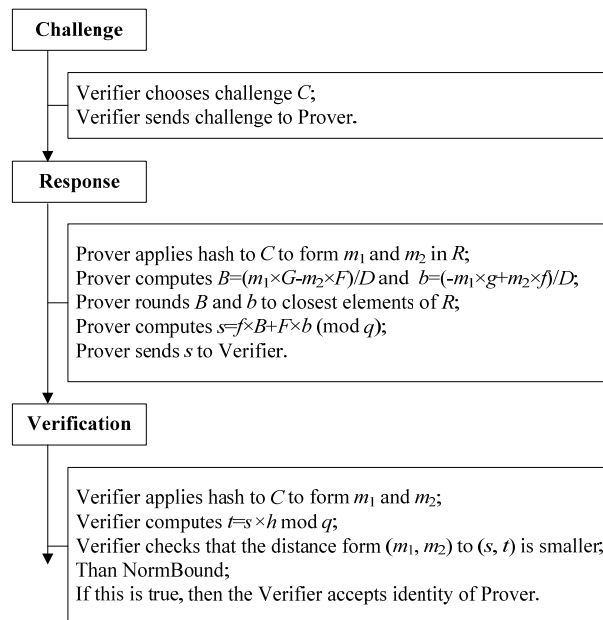 Challenge
Verifier chooses challenge C;
Verifier sends challenge to Prover.
Response
Prover applies hash to C to form m₁ and m₂ in R;
Prover computes B=(m₁×G-m₂×F)/D and b=(-m₁×g+m₂×f)/D;
Prover rounds B and b to closest elements of R;
Prover computes s=f×B+F×b (mod q);
Prover sends s to Verifier.
Verification
Verifier applies hash to C to form m₁ and m₂;
Verifier computes t=s×h mod q;
Verifier checks that the distance form (m₁, m₂) to (s, t) is smaller;
Than NormBound;
If this is true, then the Verifier accepts identity of Prover.